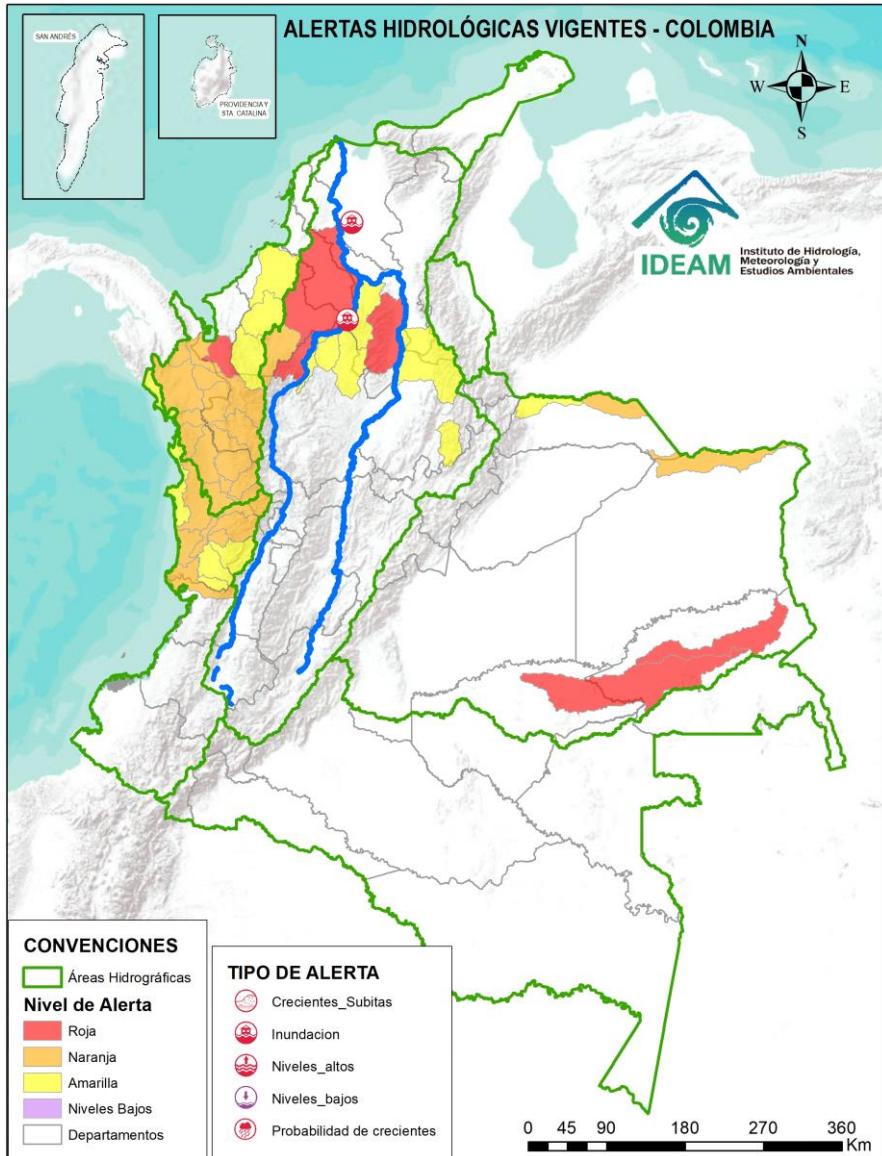 ALERTAS HIDROLÓGICAS VIGENTES - COLOMBIA
SAN ANDRÉS
PROVIDENCIA Y
STA. CATALINA
N
W
E
S
IDEAM
Instituto de Hidrología,
Meteorología y
Estudios Ambientales
CONVENCIONES
Áreas Hidrográficas
Nivel de Alerta
Roja
Naranja
Amarilla
Niveles Bajos
Departamentos
TIPO DE ALERTA
Crecientes_Subitas
Inundacion
Niveles_altos
Niveles_bajos
Probabilidad de crecientes
0 45 90 180 270 360
Km